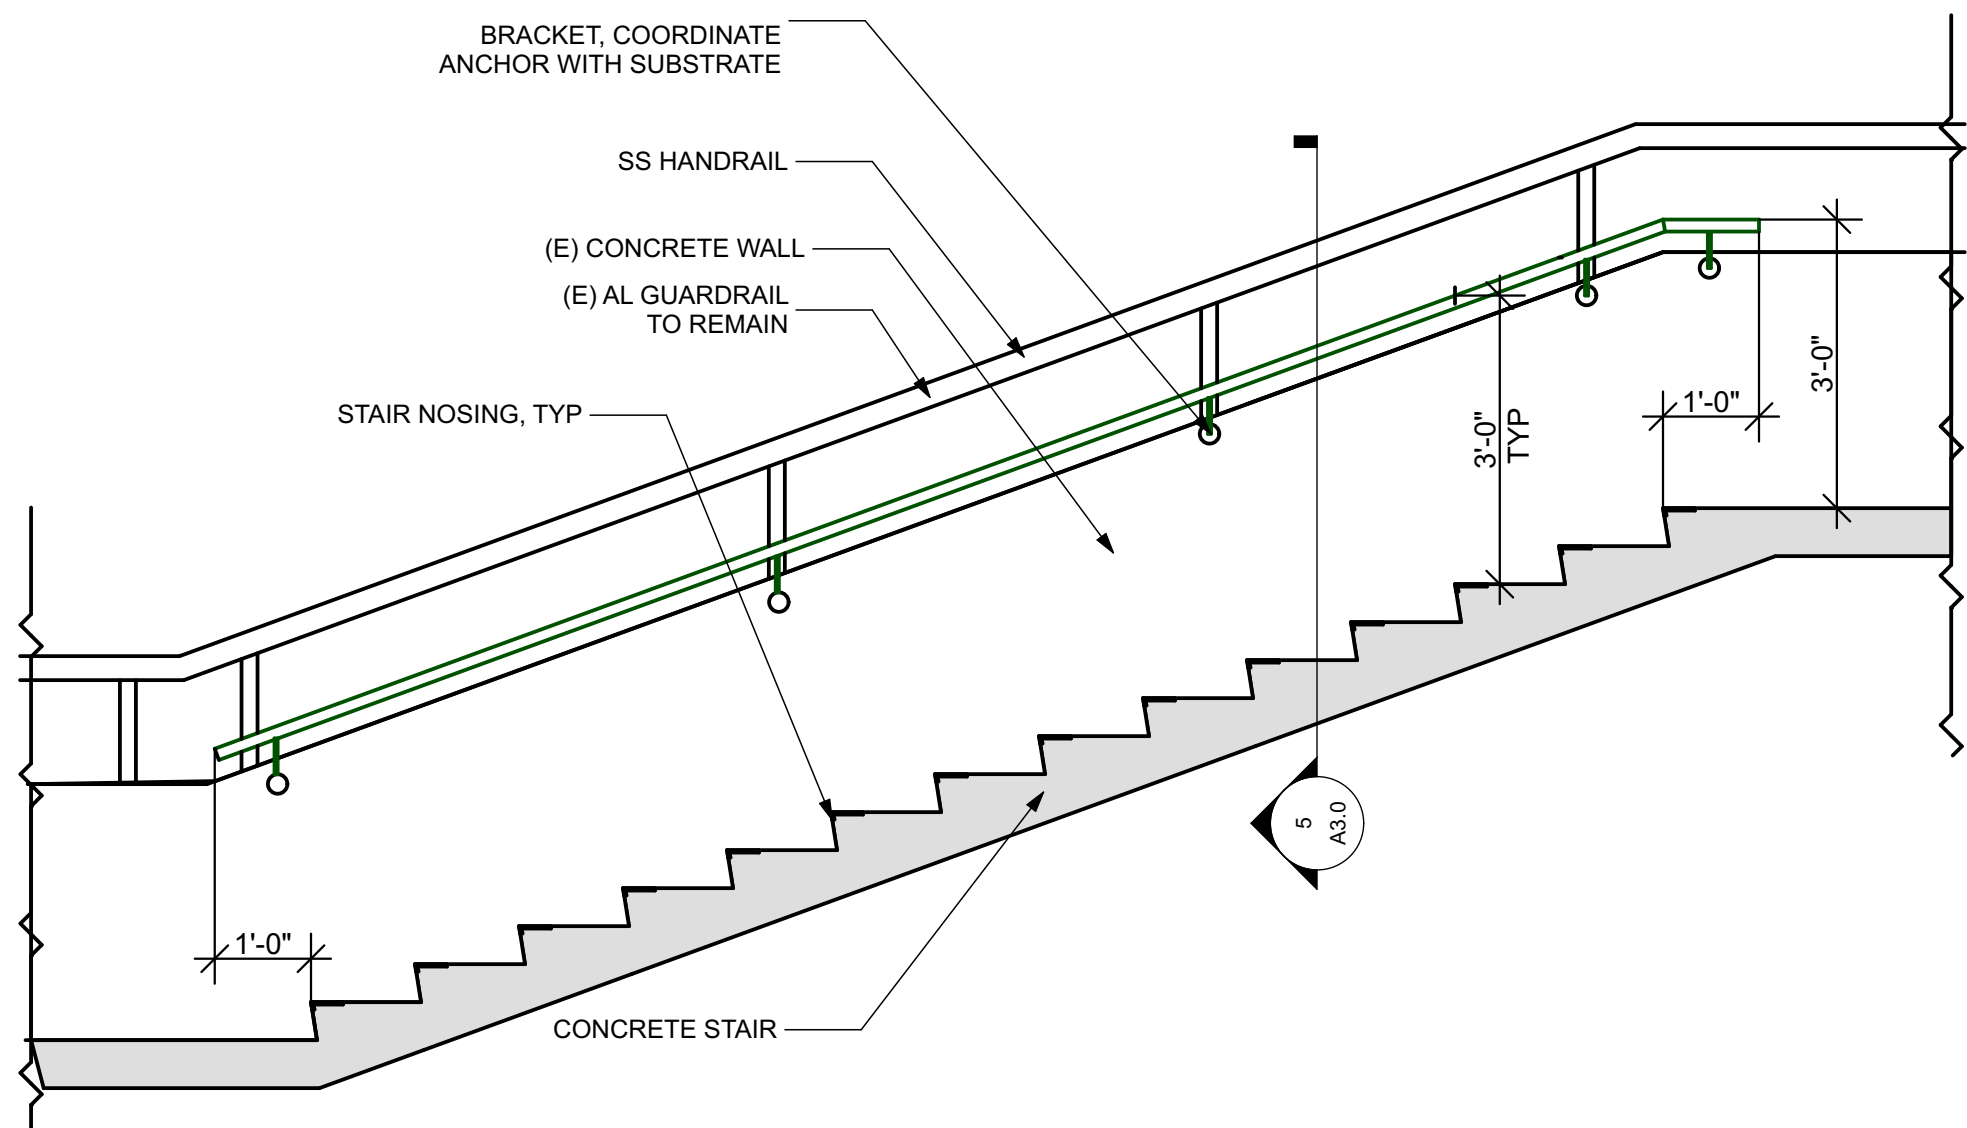 BRACKET, COORDINATE
ANCHOR WITH SUBSTRATE
SS HANDRAIL
(E) CONCRETE WALL
(E) AL GUARDRAIL
TO REMAIN
STAIR NOSING, TYP
3'-0"
TYP
1'-0"
3'-0"
5
A3.0
1'-0"
CONCRETE STAIR